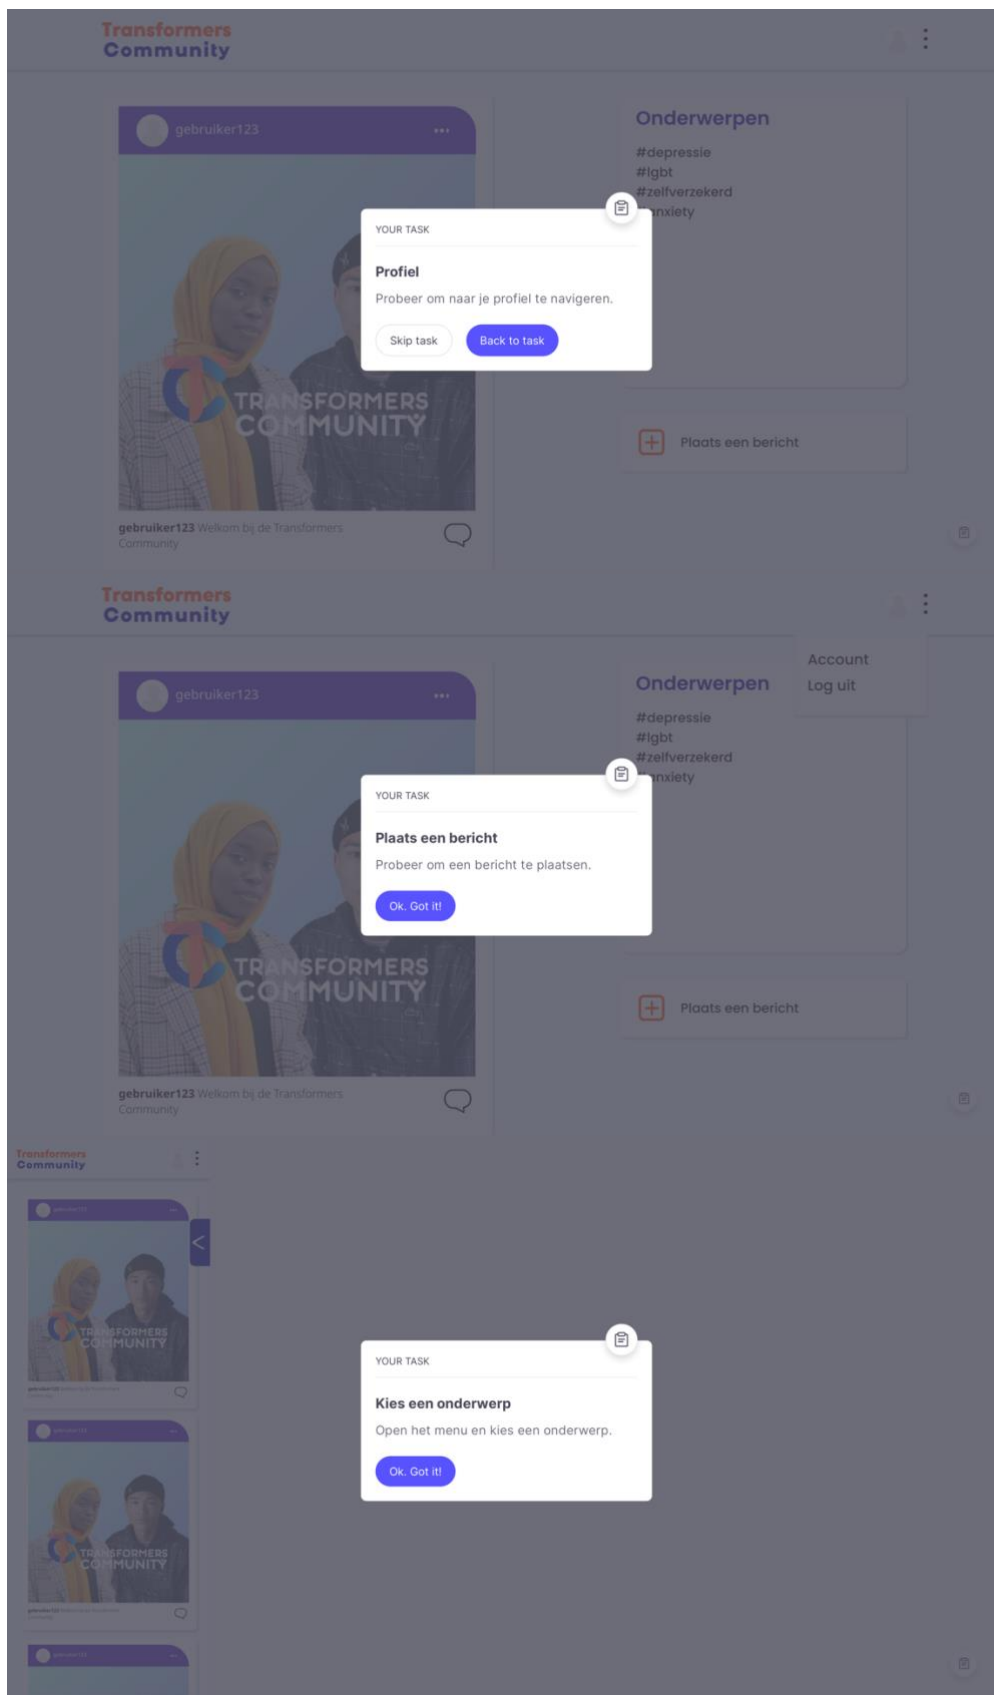 Transformers
Community
gebruiker123
Onderwerpen
#depressie
#lgbt
#zelfverzekerd
anxiety
YOUR TASK
Profiel
Probeer om naar je profiel te navigeren.
Skip task
Back to task
TRANSFORMERS
COMMUNITY
Plaats een bericht
gebruiker123 Welkom bij de Transformers
Community
Transformers
Community
Account
Log uit
gebruiker123
Onderwerpen
#depressie
#lgbt
#zelfverzekerd
anxiety
YOUR TASK
Plaats een bericht
Probeer om een bericht te plaatsen.
Ok. Got it!
TRANSFORMERS
COMMUNITY
Plaats een bericht
gebruiker123 Welkom bij de Transformers
Community
Transformers
Community
TRANSFORMERS
COMMUNITY
YOUR TASK
Kies een onderwerp
Open het menu en kies een onderwerp.
Ok. Got it!
TRANSFORMERS
COMMUNITY